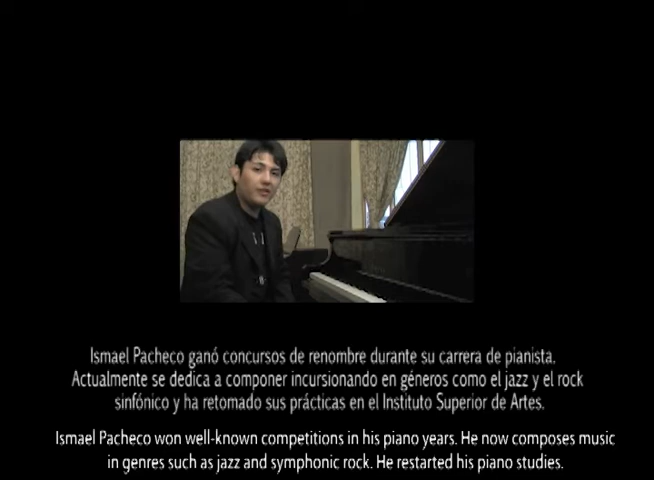 Ismael Pacheco ganó concursos de renombre durante su carrera de pianista.
Actualmente se dedica a componer incursionando en géneros como el jazz y el rock
sinfónico y ha retomado sus prácticas en el Instituto Superior de Artes.
Ismael Pacheco won well-known competitions in his piano years. He now composes music
in genres such as jazz and symphonic rock. He restarted his piano studies.